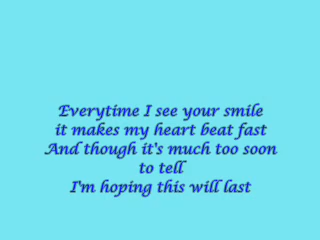 Everytime I see your smile
it makes my heart beat fast
And though it's much too soon
to tell
I'm hoping this will last